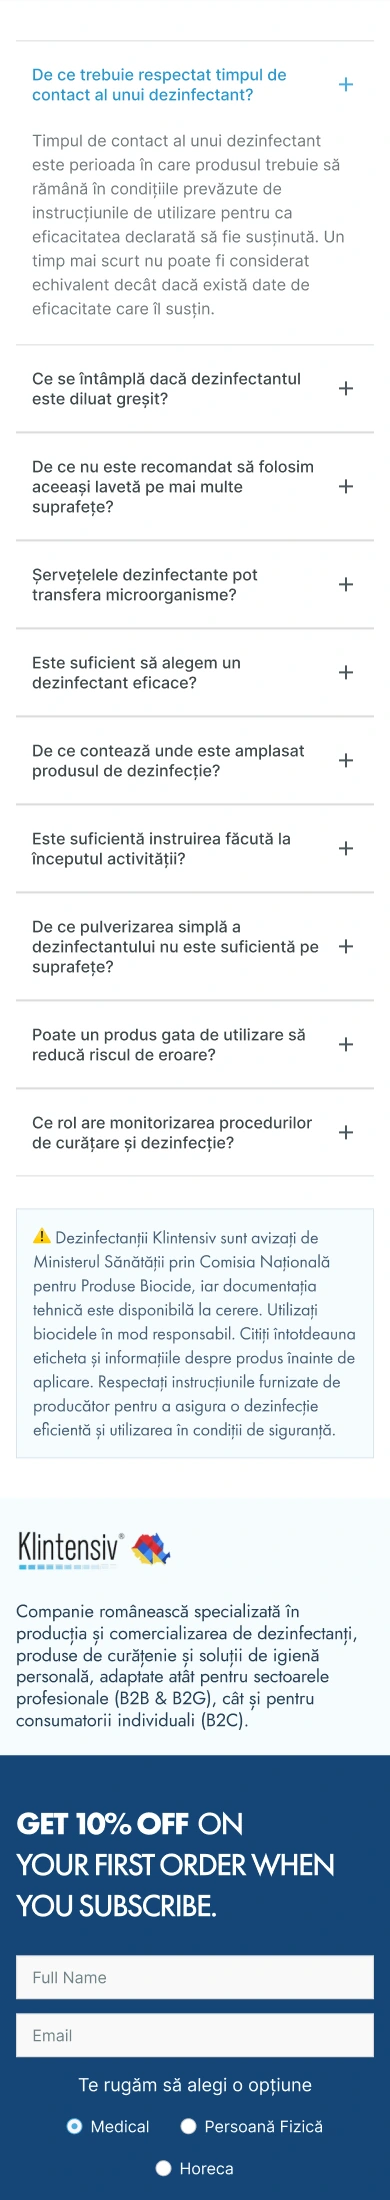 De ce trebuie respectat timpul de
contact al unui dezinfectant?
Timpul de contact al unui dezinfectant
este perioada în care produsul trebuie să
rămână în condițiile prevăzute de
instrucțiunile de utilizare pentru ca
eficacitatea declarată să fie susținută. Un
timp mai scurt nu poate fi considerat
echivalent decât dacă există date de
eficacitate care îl susțin.
Ce se întâmplă dacă dezinfectantul
este diluat greșit?
De ce nu este recomandat să folosim
aceeași lavetă pe mai multe
suprafețe?
Șervețelele dezinfectante pot
transfera microorganisme?
Este suficient să alegem un
dezinfectant eficace?
De ce contează unde este amplasat
produsul de dezinfecție?
Este suficientă instruirea făcută la
începutul activității?
De ce pulverizarea simplă a
dezinfectantului nu este suficientă pe
suprafețe?
Poate un produs gata de utilizare să
reducă riscul de eroare?
Ce rol are monitorizarea procedurilor
de curățare și dezinfecție?
⚠️ Dezinfectanții Klintensiv sunt avizați de
Ministerul Sănătății prin Comisia Națională
pentru Produse Biocide, iar documentația
tehnică este disponibilă la cerere. Utilizați
biocidele în mod responsabil. Citiți întotdeauna
eticheta și informațiile despre produs înainte de
aplicare. Respectați instrucțiunile furnizate de
producător pentru a asigura o dezinfecție
eficientă și utilizarea în condiții de siguranță.
Klintensiv®
Companie românească specializată în
producția și comercializarea de dezinfectanți,
produse de curățenie și soluții de igienă
personală, adaptate atât pentru sectoarele
profesionale (B2B & B2G), cât și pentru
consumatorii individuali (B2C).
GET 10% OFF ON
YOUR FIRST ORDER WHEN
YOU SUBSCRIBE.
Full Name
Email
Te rugăm să alegi o opțiune
Medical Persoană Fizică
Horeca